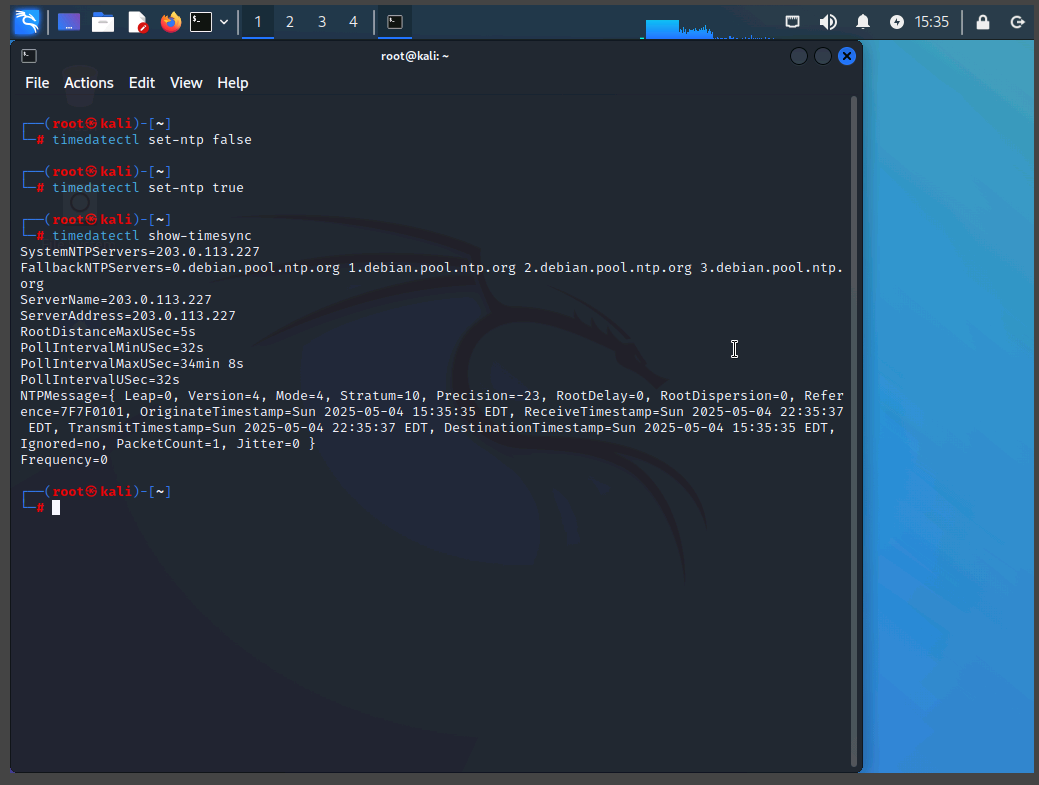 1 2 3 4 15:35
root@kali: ~
File Actions Edit View Help
┌──(root㉿kali)-[~]
└─# timedatectl set-ntp false
┌──(root㉿kali)-[~]
└─# timedatectl set-ntp true
┌──(root㉿kali)-[~]
└─# timedatectl show-timesync
SystemNTPServers=203.0.113.227
FallbackNTPServers=0.debian.pool.ntp.org 1.debian.pool.ntp.org 2.debian.pool.ntp.org 3.debian.pool.ntp.
org
ServerName=203.0.113.227
ServerAddress=203.0.113.227
RootDistanceMaxUSec=5s
PollIntervalMinUSec=32s
PollIntervalMaxUSec=34min 8s
PollIntervalUSec=32s
NTPMessage={ Leap=0, Version=4, Mode=4, Stratum=10, Precision=-23, RootDelay=0, RootDispersion=0, Refer
ence=7F7F0101, OriginateTimestamp=Sun 2025-05-04 15:35:35 EDT, ReceiveTimestamp=Sun 2025-05-04 22:35:37
EDT, TransmitTimestamp=Sun 2025-05-04 22:35:37 EDT, DestinationTimestamp=Sun 2025-05-04 15:35:35 EDT,
Ignored=no, PacketCount=1, Jitter=0 }
Frequency=0
┌──(root㉿kali)-[~]
└─#